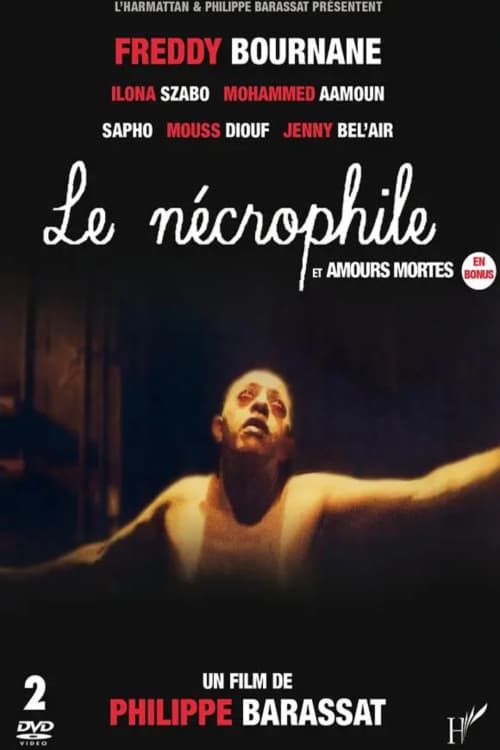 L'HARMATTAN & PHILIPPE BARASSAT PRÉSENTENT
FREDDY BOURNANE
ILONA SZABO MOHAMMED AAMOUN
SAPHO MOUSS DIOUF JENNY BEL'AIR
Le nécrophile
ET AMOURS MORTES
EN
BONUS
2
DVD
VIDEO
UN FILM DE
PHILIPPE BARASSAT
H